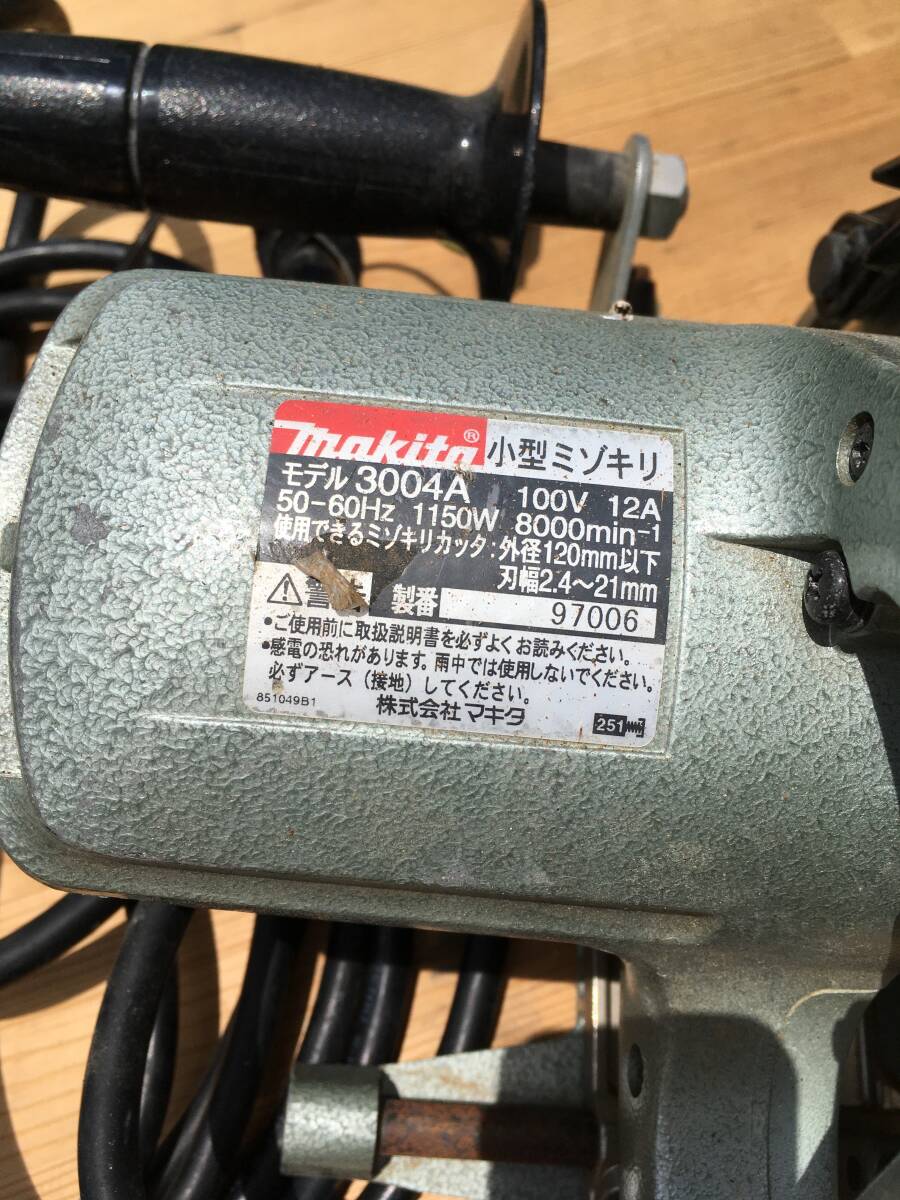 makita® 小型ミゾキリ
モデル 3004A 100V 12A
50-60Hz 1150W 8000min-1
使用できるミゾキリカッタ：外径120mm以下
刃幅2.4〜21mm
製番 97006
•ご使用前に取扱説明書を必ずよくお読みください。
•感電の恐れがあります。雨中では使用しないでください。
必ずアース（接地）してください。
851049B1 株式会社マキタ 251